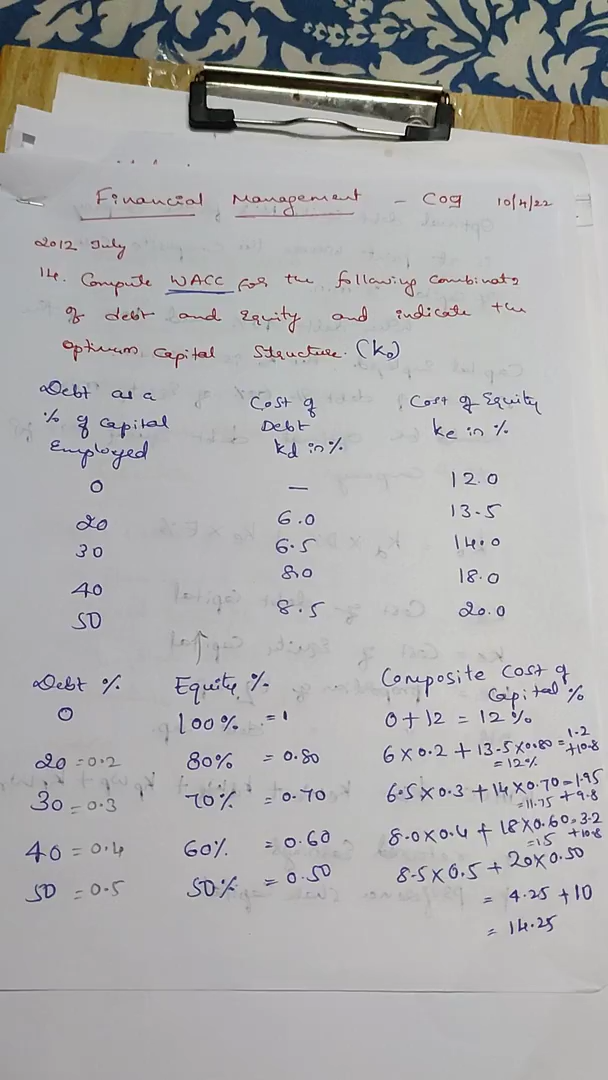 Financial Management - COG 10/4/22
2012 July
14. Compute WACC for the following combinats
of debt and Equity and indicate the
optimum Capital Structure. (Ko)
Debt as a
% of Capital
Employed
Cost of
Debt
kd in %
Cost of Equity
ke in %
0 — 12.0
20 6.0 13.5
30 6.5 14.0
40 8.0 18.0
50 8.5 20.0
Debt % Equity % Composite Cost of
Capital %
0 100% = 1 0 + 12 = 12%
20 = 0.2 80% = 0.80 6 x 0.2 + 13.5 x 0.80 = 1.2
= 12% + 10.8
30 = 0.3 70% = 0.70 6.5 x 0.3 + 14 x 0.70 = 1.95
= 11.75 + 9.8
40 = 0.4 60% = 0.60 8.0 x 0.4 + 18 x 0.60 = 3.2
= 15 + 10.8
50 = 0.5 50% = 0.50 8.5 x 0.5 + 20 x 0.50
= 4.25 + 10
= 14.25